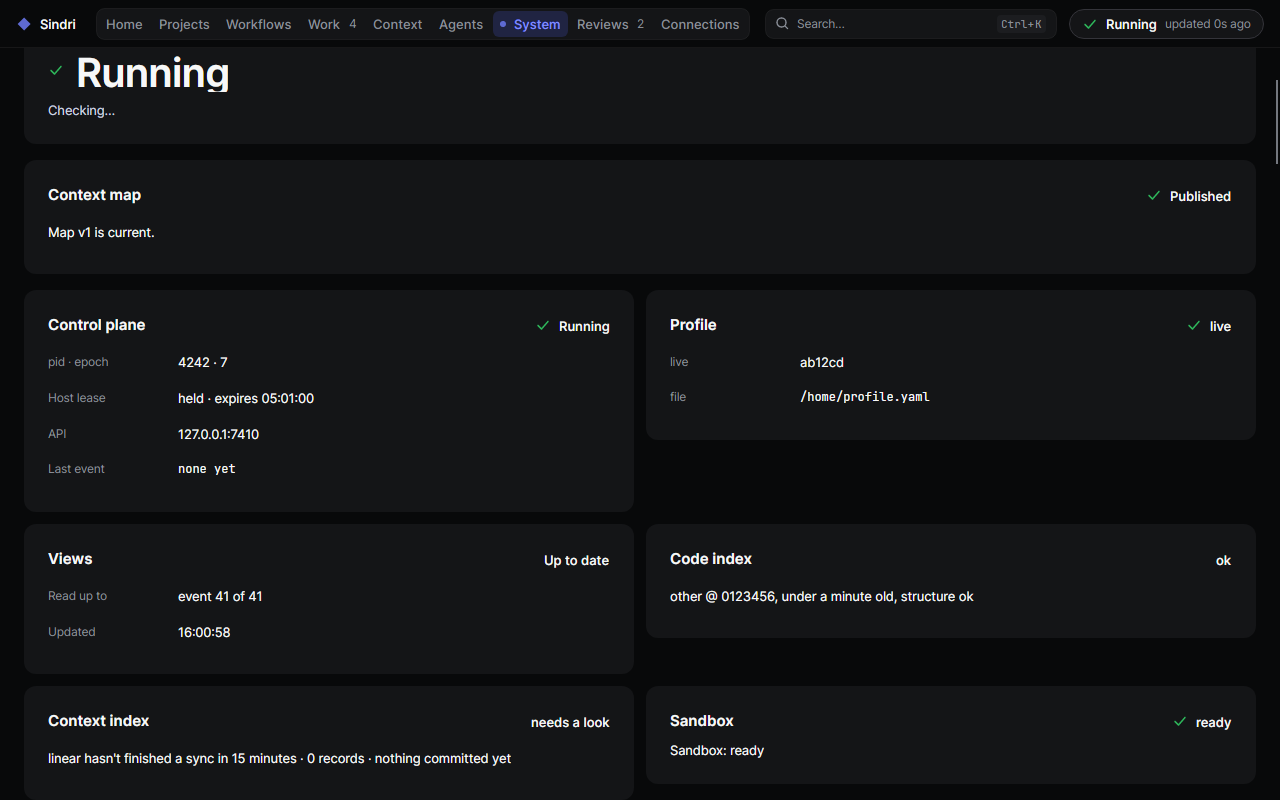 Sindri
Home Projects Workflows Work 4 Context Agents System Reviews 2 Connections
Search... Ctrl+K
Running updated 0s ago
Running
Checking...
Context map Published
Map v1 is current.
Control plane Running
pid · epoch 4242 · 7
Host lease held · expires 05:01:00
API 127.0.0.1:7410
Last event none yet
Profile live
live ab12cd
file /home/profile.yaml
Views Up to date
Read up to event 41 of 41
Updated 16:00:58
Code index ok
other @ 0123456, under a minute old, structure ok
Context index needs a look
linear hasn't finished a sync in 15 minutes · 0 records · nothing committed yet
Sandbox ready
Sandbox: ready